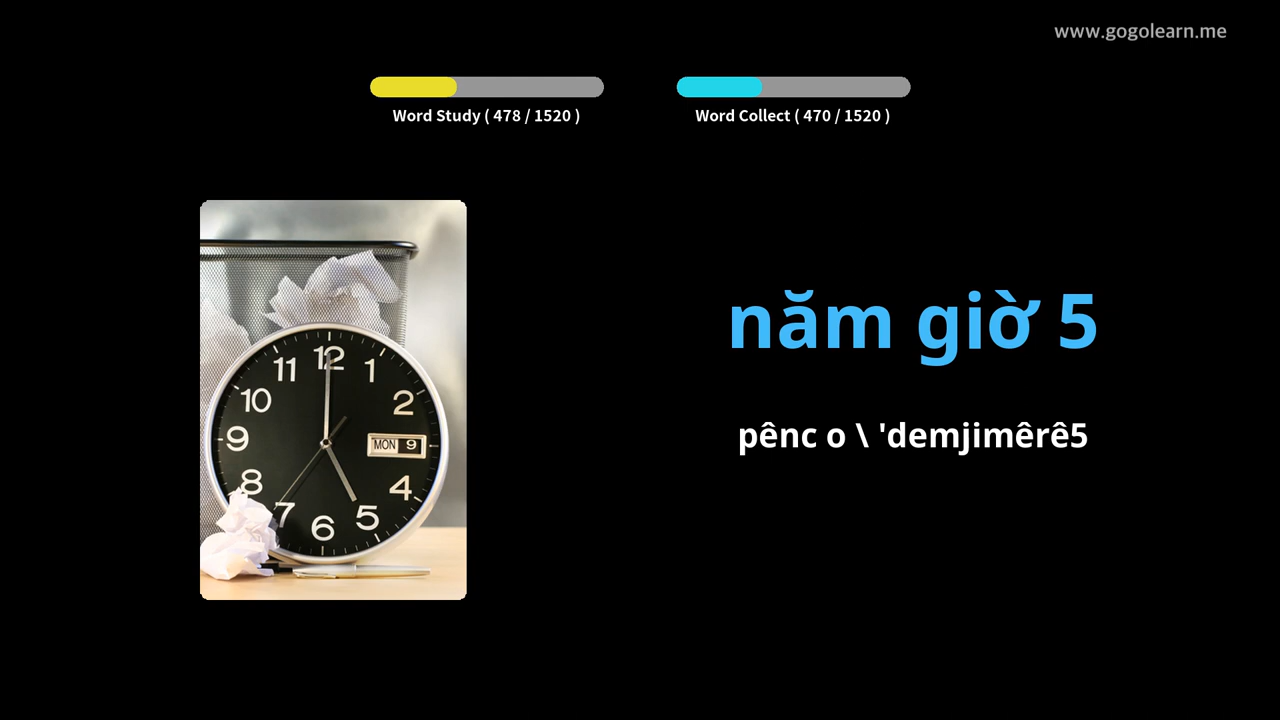 www.gogolearn.me
Word Study ( 478 / 1520 )
Word Collect ( 470 / 1520 )
năm giờ 5
pênc o \ 'demjimêrê5
12
11
1
10
2
9
MON 9
8
4
7
5
6